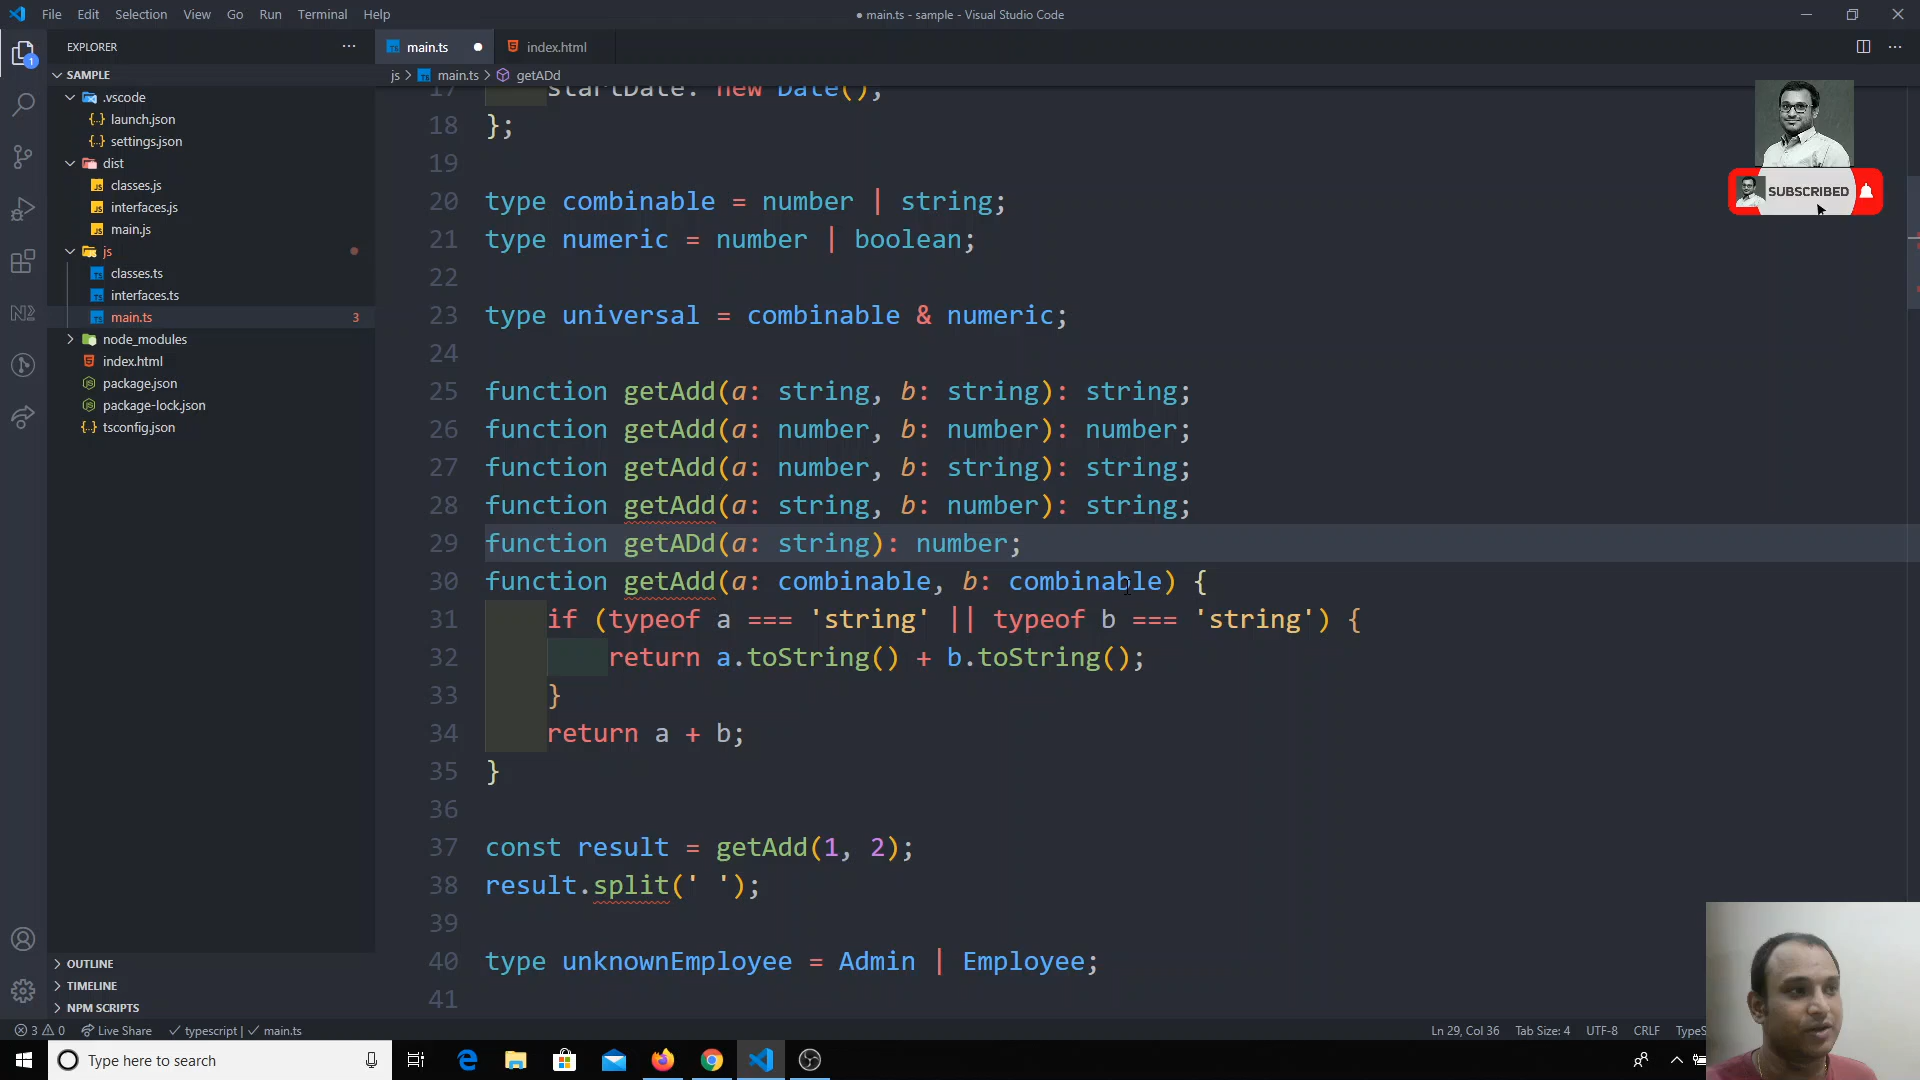 File Edit Selection View Go Run Terminal Help
● main.ts - sample - Visual Studio Code
EXPLORER
main.ts
index.html
SAMPLE
js > main.ts > getADd
.vscode
launch.json
settings.json
dist
classes.js
interfaces.js
main.js
js
classes.ts
interfaces.ts
main.ts 3
node_modules
index.html
package.json
package-lock.json
tsconfig.json
1
17 startDate: new Date(),
18 };
19
20 type combinable = number | string;
21 type numeric = number | boolean;
22
23 type universal = combinable & numeric;
24
25 function getAdd(a: string, b: string): string;
26 function getAdd(a: number, b: number): number;
27 function getAdd(a: number, b: string): string;
28 function getAdd(a: string, b: number): string;
29 function getADd(a: string): number;
30 function getAdd(a: combinable, b: combinable) {
31 if (typeof a === 'string' || typeof b === 'string') {
32 return a.toString() + b.toString();
33 }
34 return a + b;
35 }
36
37 const result = getAdd(1, 2);
38 result.split(' ');
39
40 type unknownEmployee = Admin | Employee;
41
SUBSCRIBED
OUTLINE
TIMELINE
NPM SCRIPTS
3 0 Live Share typescript | main.ts
Ln 29, Col 36 Tab Size: 4 UTF-8 CRLF TypeS
Type here to search